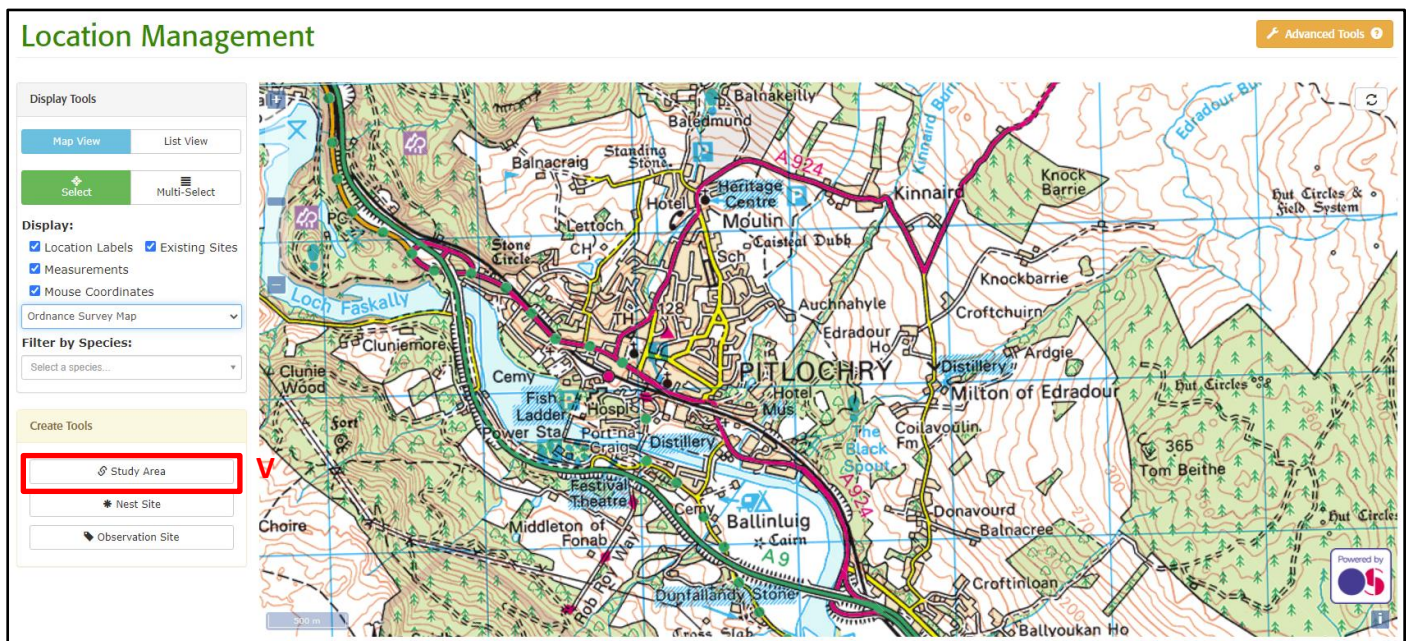 Location Management
Advanced Tools
Display Tools
Map View
List View
Select
Multi-Select
Display:
Location Labels
Existing Sites
Measurements
Mouse Coordinates
Ordnance Survey Map
Filter by Species:
Select a species...
Create Tools
Study Area
V
Nest Site
Observation Site
Balnakeilly
Baledmund
Kinnaird Burn
Edradour Bu
A 924
Standing
Stone
Balnacraig
Knock
Barrie
Kinnaird
Hut Circles &
Field System
Heritage
Centre
Hotel
Moulin
PC
Lettoch
CH
Stone
Circle
Caisteal Dubh
Sch
Knockbarrie
Loch Faskally
Auchnahyle
Croftchuirn
TH
128
Edradour
Ho
Cluniemore
Ardgie
Clunie
Wood
Cemy
PITLOCHRY
Distillery
Milton of Edradour
Hut Circles
Fish
Ladder
Hospl
Hotel
Mus
Fort
Power Sta
Port-na-
Craig
Distillery
The
Black
Spout
Coilavoulin
Fm
365
Tom Beithe
300
Festival
Theatre
Cemy
A924
Donavourd
Balnacree
Hut Circles
Choire
Middleton of
Fonab
Rob Roy Way
Ballinluig
Cairn
A 9
Croftinloan
Dunfallandy Stone
Cross Slab
Ballyoukan Ho
200
500 m
Powered by
OS